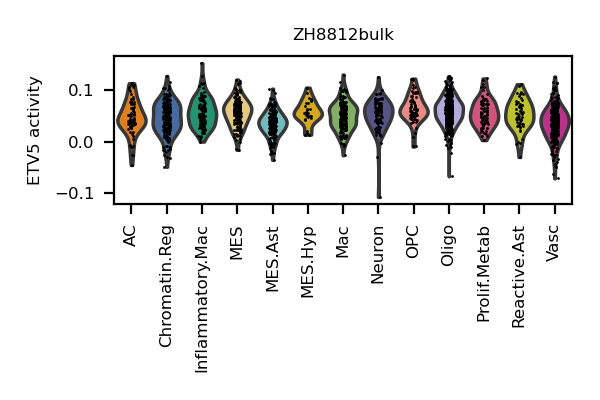 ZH8812bulk
ETV5 activity
0.1
0.0
−0.1
AC
Chromatin.Reg
Inflammatory.Mac
MES
MES.Ast
MES.Hyp
Mac
Neuron
OPC
Oligo
Prolif.Metab
Reactive.Ast
Vasc